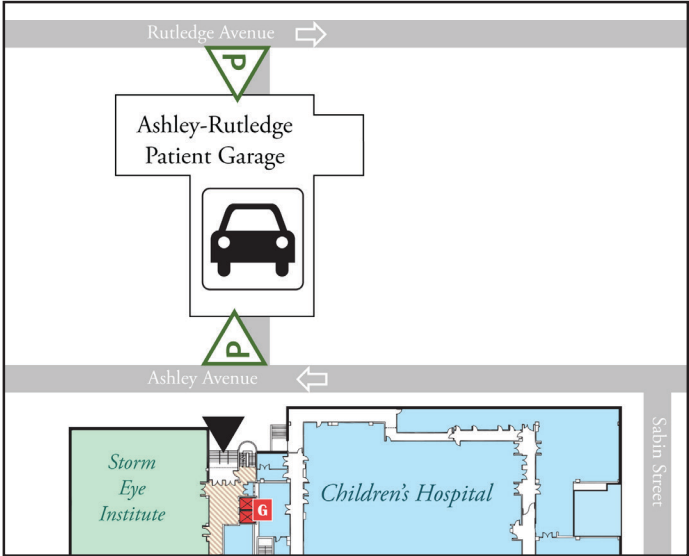 Rutledge Avenue
P
Ashley-Rutledge
Patient Garage
P
Ashley Avenue
Sabin Street
Storm
Eye
Institute
Children's Hospital
G